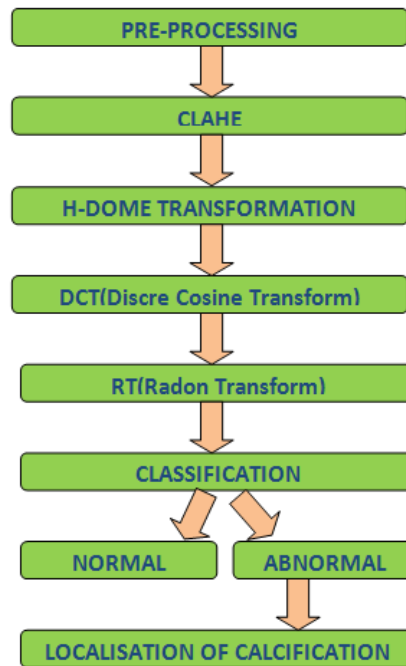 PRE-PROCESSING
CLAHE
H-DOME TRANSFORMATION
DCT(Discre Cosine Transform)
RT(Radon Transform)
CLASSIFICATION
NORMAL
ABNORMAL
LOCALISATION OF CALCIFICATION